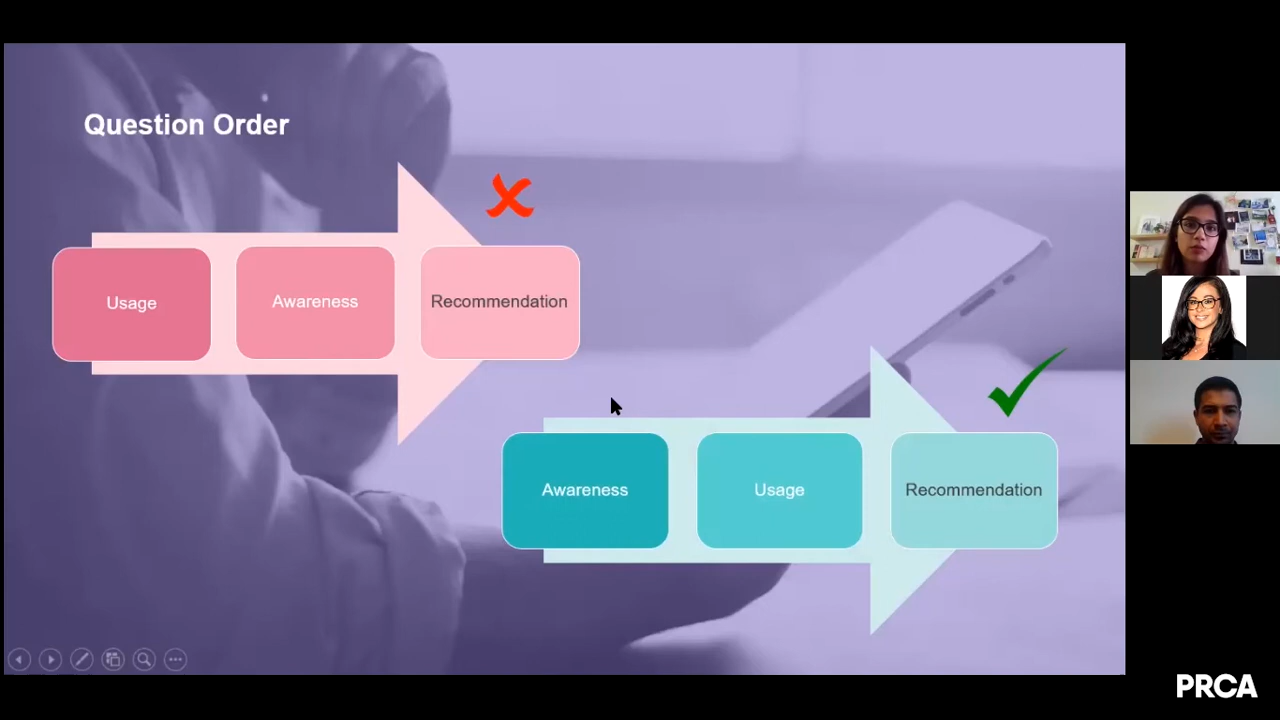 Question Order
Usage
Awareness
Recommendation
Awareness
Usage
Recommendation
PRCA